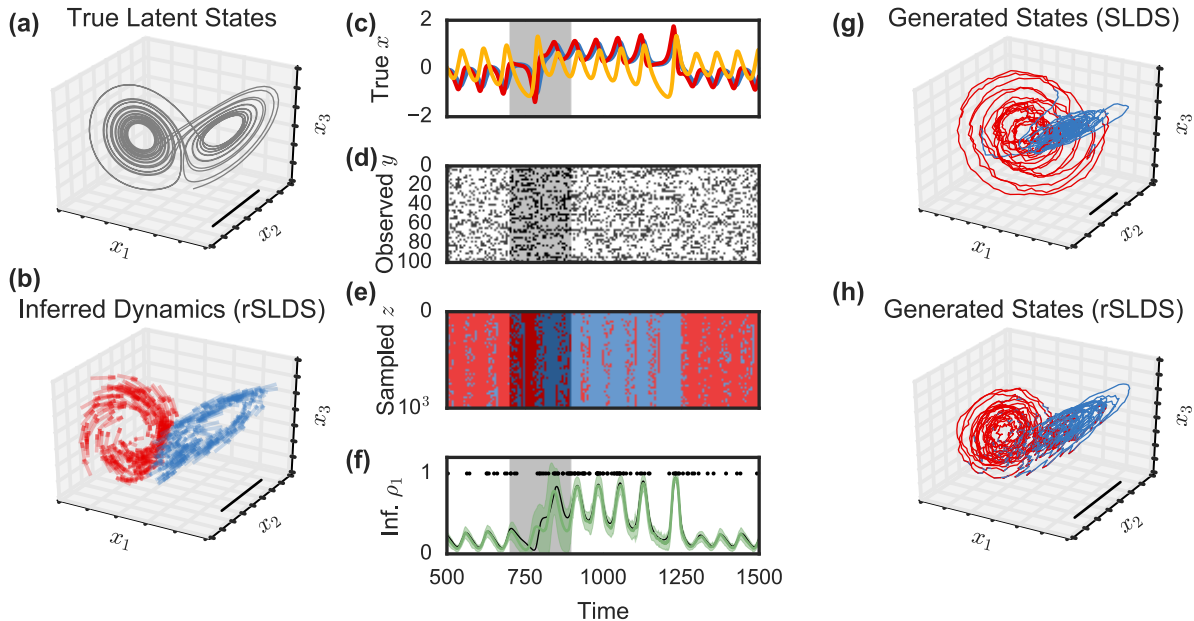 (a)
True Latent States
x₁
x₂
x₃
(b)
Inferred Dynamics (rSLDS)
x₁
x₂
x₃
(c)
True x
2
0
−2
(d)
Observed y
0
20
40
60
80
100
(e)
Sampled z
0
10³
(f)
Inf. ρ₁
1
0
500
750
1000
1250
1500
Time
(g)
Generated States (SLDS)
x₁
x₂
x₃
(h)
Generated States (rSLDS)
x₁
x₂
x₃